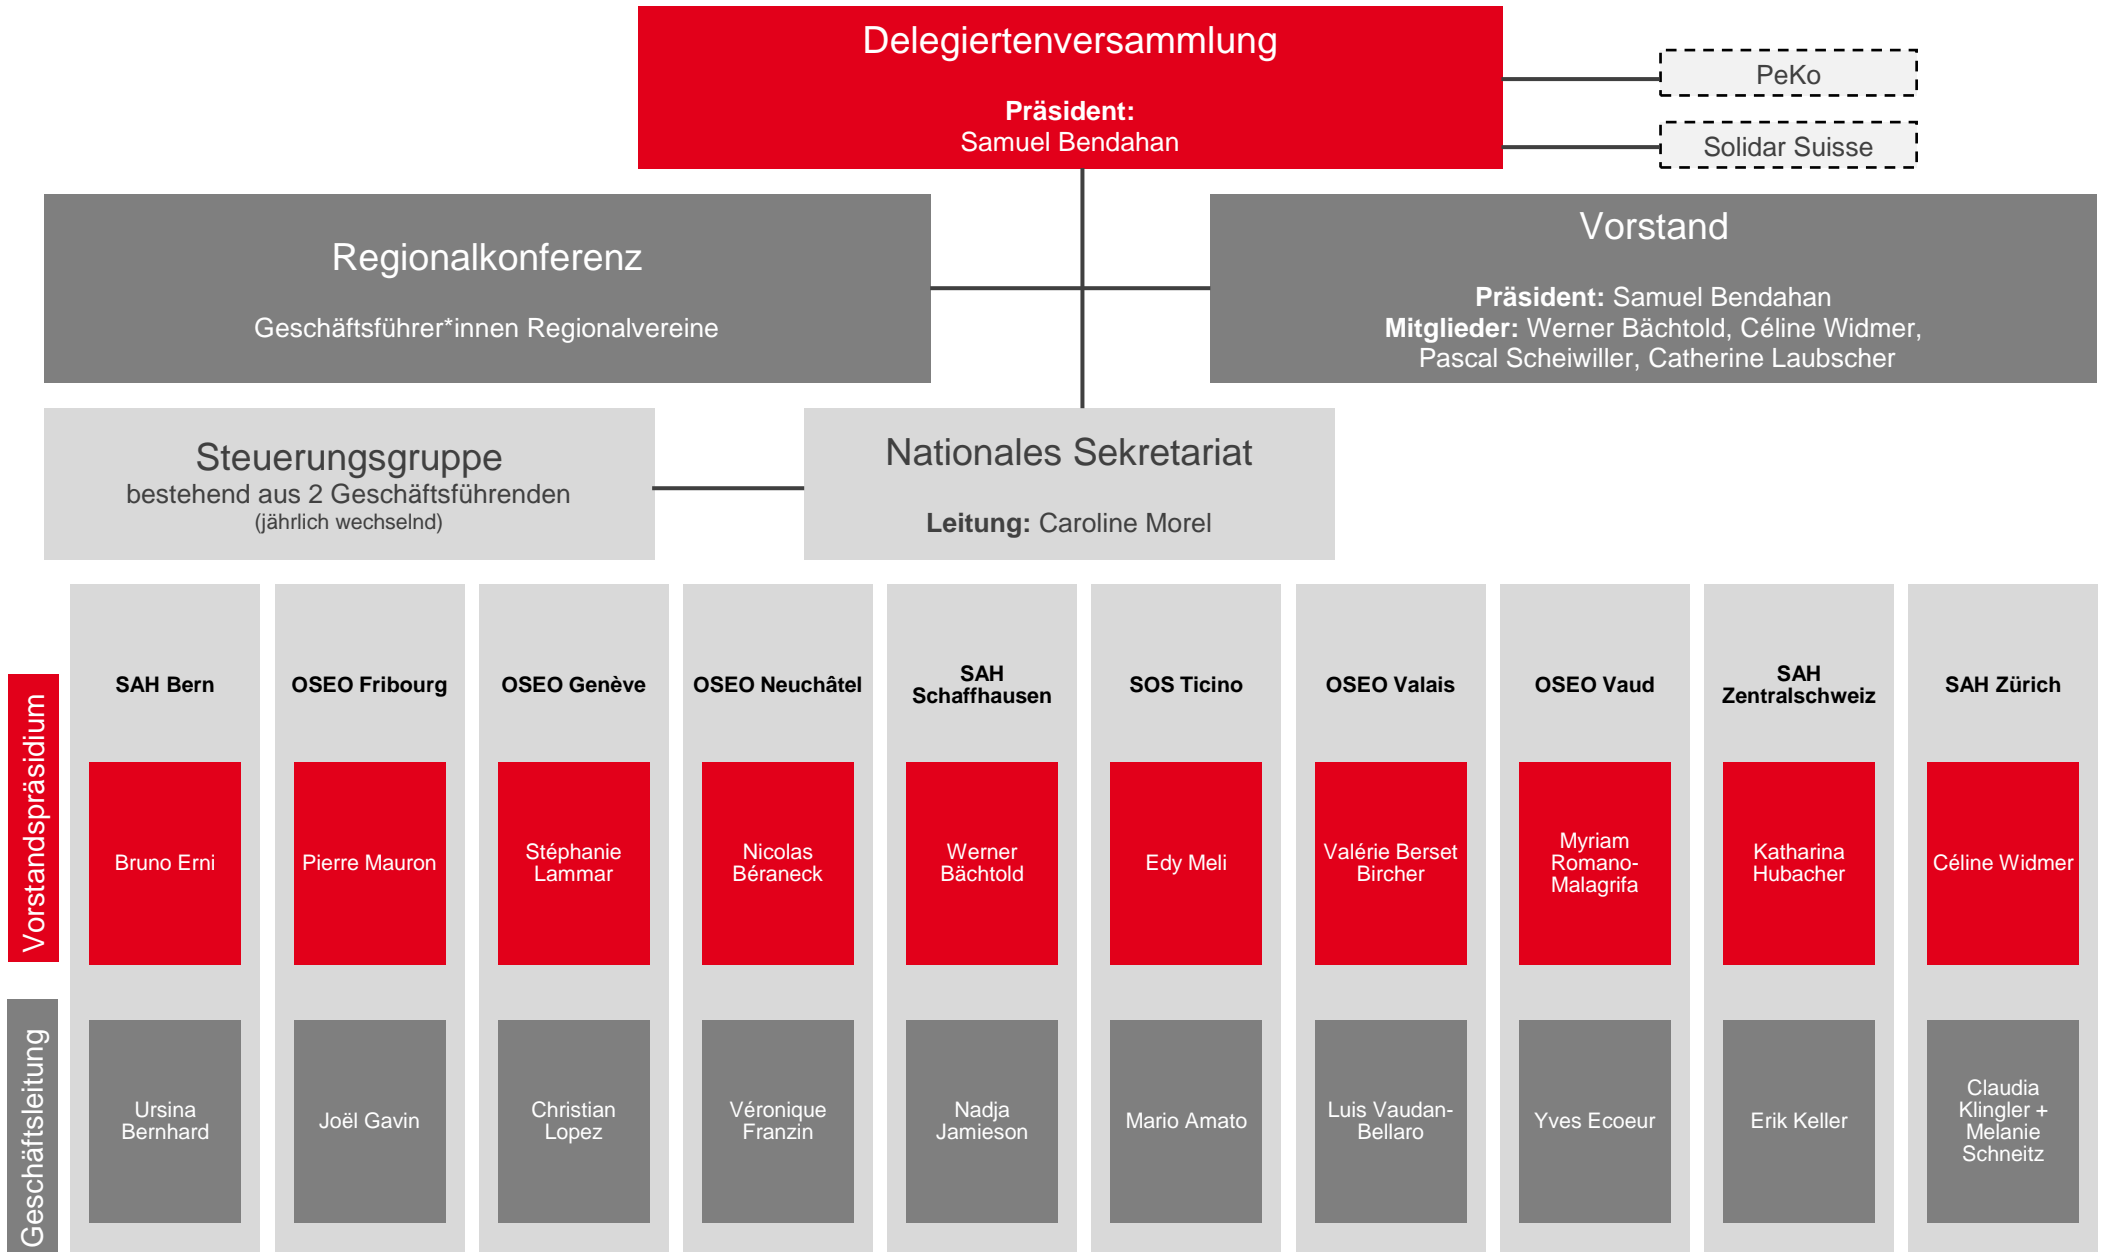 Delegiertenversammlung
Präsident:
Samuel Bendahan
PeKo
Solidar Suisse
Regionalkonferenz
Geschäftsführer*innen Regionalvereine
Vorstand
Präsident: Samuel Bendahan
Mitglieder: Werner Bächtold, Céline Widmer,
Pascal Scheiwiller, Catherine Laubscher
Steuerungsgruppe
bestehend aus 2 Geschäftsführenden
(jährlich wechselnd)
Nationales Sekretariat
Leitung: Caroline Morel
SAH Bern
OSEO Fribourg
OSEO Genève
OSEO Neuchâtel
SAH
Schaffhausen
SOS Ticino
OSEO Valais
OSEO Vaud
SAH
Zentralschweiz
SAH Zürich
Vorstandspräsidium
Bruno Erni
Pierre Mauron
Stéphanie
Lammar
Nicolas
Béraneck
Werner
Bächtold
Edy Meli
Valérie Berset
Bircher
Myriam
Romano-
Malagrifa
Katharina
Hubacher
Céline Widmer
Geschäftsleitung
Ursina
Bernhard
Joël Gavin
Christian
Lopez
Véronique
Franzin
Nadja
Jamieson
Mario Amato
Luis Vaudan-
Bellaro
Yves Ecoeur
Erik Keller
Claudia
Klingler +
Melanie
Schneitz